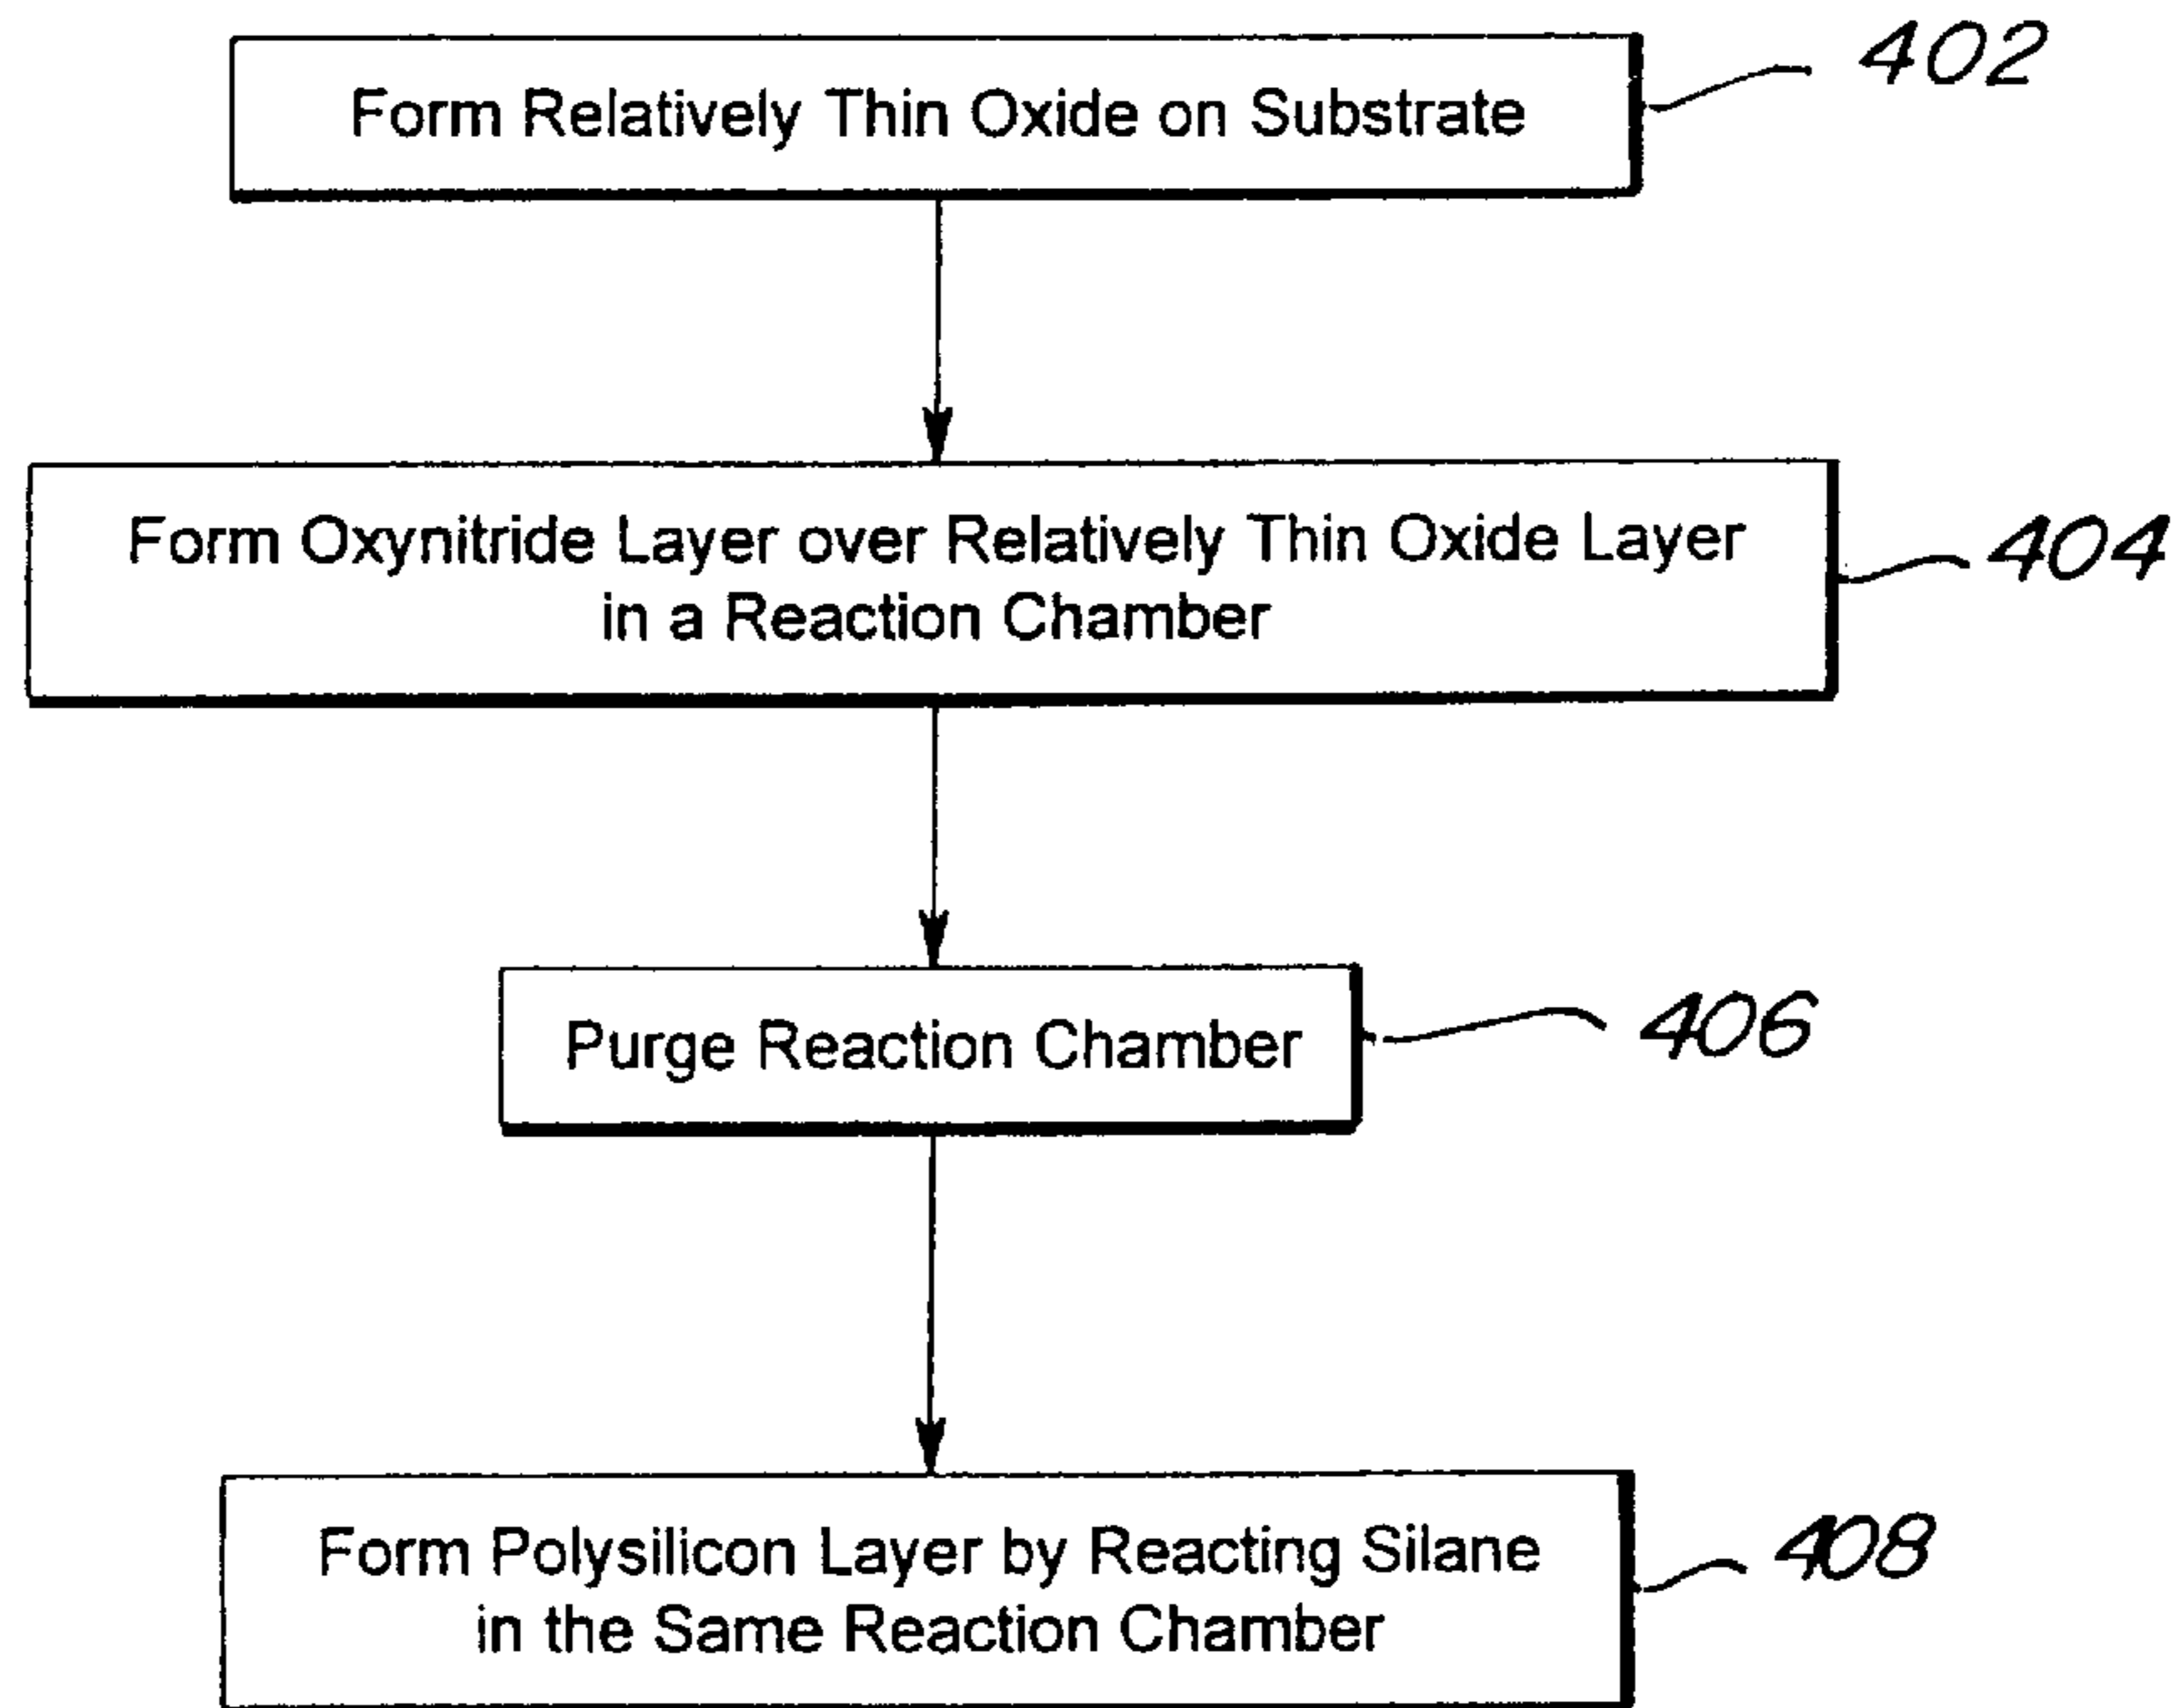 Form Relatively Thin Oxide on Substrate
402
Form Oxynitride Layer over Relatively Thin Oxide Layer
in a Reaction Chamber
404
Purge Reaction Chamber
406
Form Polysilicon Layer by Reacting Silane
in the Same Reaction Chamber
408